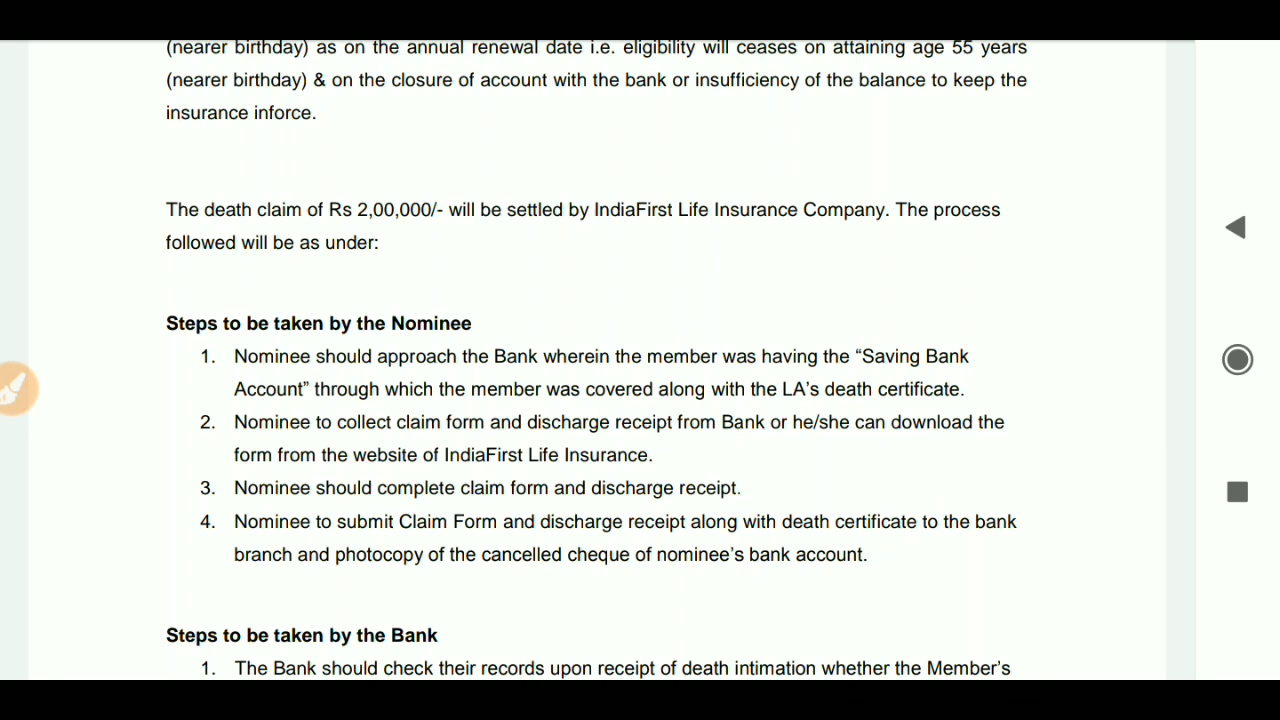 (nearer birthday) as on the annual renewal date i.e. eligibility will ceases on attaining age 55 years
(nearer birthday) & on the closure of account with the bank or insufficiency of the balance to keep the
insurance inforce.
The death claim of Rs 2,00,000/- will be settled by IndiaFirst Life Insurance Company. The process
followed will be as under:
Steps to be taken by the Nominee
1. Nominee should approach the Bank wherein the member was having the “Saving Bank
Account” through which the member was covered along with the LA’s death certificate.
2. Nominee to collect claim form and discharge receipt from Bank or he/she can download the
form from the website of IndiaFirst Life Insurance.
3. Nominee should complete claim form and discharge receipt.
4. Nominee to submit Claim Form and discharge receipt along with death certificate to the bank
branch and photocopy of the cancelled cheque of nominee’s bank account.
Steps to be taken by the Bank
1. The Bank should check their records upon receipt of death intimation whether the Member’s